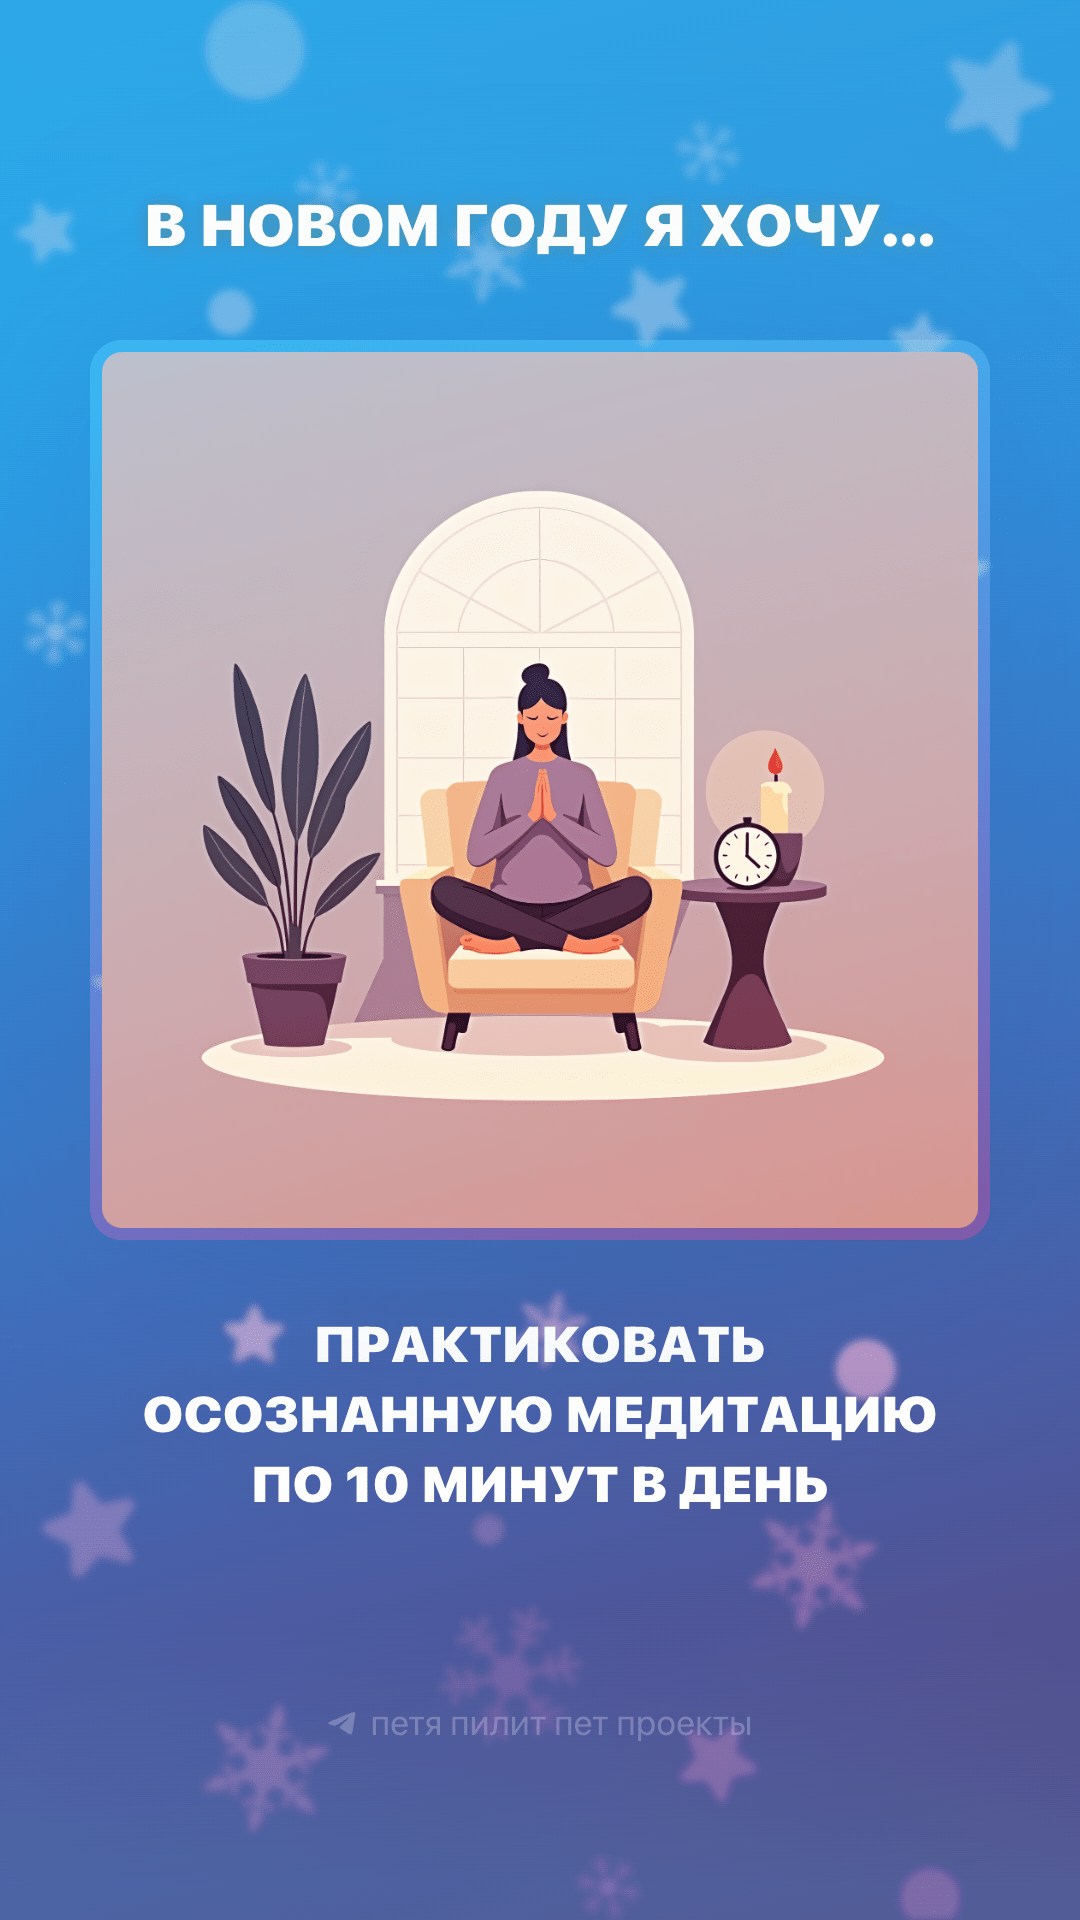 В НОВОМ ГОДУ Я ХОЧУ...
ПРАКТИКОВАТЬ
ОСОЗНАННУЮ МЕДИТАЦИЮ
ПО 10 МИНУТ В ДЕНЬ
петя пилит пет проекты